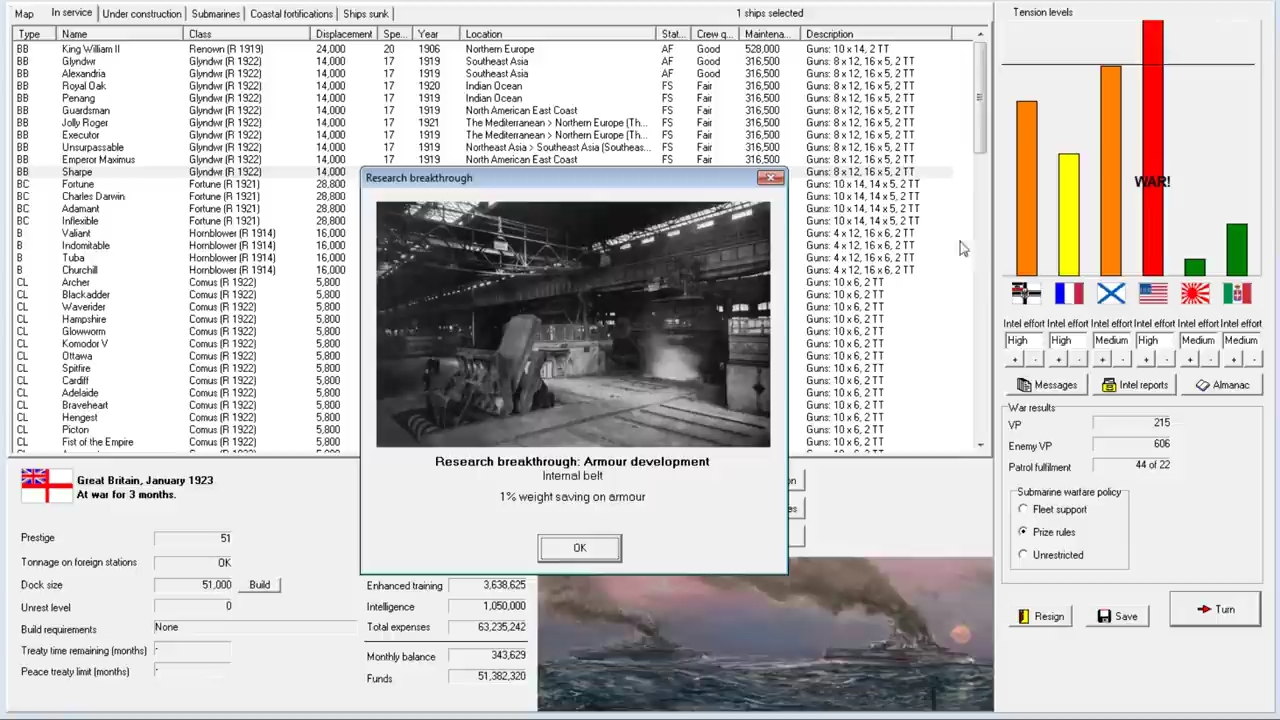 Map In service Under construction Submarines Coastal fortifications Ships sunk 1 ships selected Tension levels
Type Name Class Displacement Spe... Year Location Stat... Crew q... Maintena... Description
BB King William II Renown (R 1919) 24,000 20 1906 Northern Europe AF Good 528,000 Guns: 10 x 14, 2 TT
BB Glyndwr Glyndwr (R 1922) 14,000 17 1919 Southeast Asia AF Good 316,500 Guns: 8 x 12, 16 x 5, 2 TT
BB Alexandria Glyndwr (R 1922) 14,000 17 1919 Southeast Asia AF Good 316,500 Guns: 8 x 12, 16 x 5, 2 TT
BB Royal Oak Glyndwr (R 1922) 14,000 17 1920 Indian Ocean FS Fair 316,500 Guns: 8 x 12, 16 x 5, 2 TT
BB Penang Glyndwr (R 1922) 14,000 17 1919 Indian Ocean FS Fair 316,500 Guns: 8 x 12, 16 x 5, 2 TT
BB Guardsman Glyndwr (R 1922) 14,000 17 1919 North American East Coast FS Fair 316,500 Guns: 8 x 12, 16 x 5, 2 TT
BB Jolly Roger Glyndwr (R 1922) 14,000 17 1921 The Mediterranean > Northern Europe (Th... FS Fair 316,500 Guns: 8 x 12, 16 x 5, 2 TT
BB Executor Glyndwr (R 1922) 14,000 17 1919 The Mediterranean > Northern Europe (Th... FS Fair 316,500 Guns: 8 x 12, 16 x 5, 2 TT
BB Unsurpassable Glyndwr (R 1922) 14,000 17 1919 Northeast Asia > Southeast Asia (Southeas... FS Fair 316,500 Guns: 8 x 12, 16 x 5, 2 TT
BB Emperor Maximus Glyndwr (R 1922) 14,000 17 1919 North American East Coast FS Fair 316,500 Guns: 8 x 12, 16 x 5, 2 TT
BB Sharpe Glyndwr (R 1922) 14,000 Guns: 8 x 12, 16 x 5, 2 TT
BC Fortune Fortune (R 1921) 28,800 Guns: 10 x 14, 14 x 5, 2 TT
BC Charles Darwin Fortune (R 1921) 28,800 Guns: 10 x 14, 14 x 5, 2 TT
BC Adamant Fortune (R 1921) 28,800 Guns: 10 x 14, 14 x 5, 2 TT
BC Inflexible Fortune (R 1921) 28,800 Guns: 10 x 14, 14 x 5, 2 TT
B Valiant Hornblower (R 1914) 16,000 Guns: 4 x 12, 16 x 6, 2 TT
B Indomitable Hornblower (R 1914) 16,000 Guns: 4 x 12, 16 x 6, 2 TT
B Tuba Hornblower (R 1914) 16,000 Guns: 4 x 12, 16 x 6, 2 TT
B Churchill Hornblower (R 1914) 16,000 Guns: 4 x 12, 16 x 6, 2 TT
CL Archer Comus (R 1922) 5,800 Guns: 10 x 6, 2 TT
CL Blackadder Comus (R 1922) 5,800 Guns: 10 x 6, 2 TT
CL Waverider Comus (R 1922) 5,800 Guns: 10 x 6, 2 TT
CL Hampshire Comus (R 1922) 5,800 Guns: 10 x 6, 2 TT
CL Glowworm Comus (R 1922) 5,800 Guns: 10 x 6, 2 TT
CL Komodor V Comus (R 1922) 5,800 Guns: 10 x 6, 2 TT
CL Ottawa Comus (R 1922) 5,800 Guns: 10 x 6, 2 TT
CL Spitfire Comus (R 1922) 5,800 Guns: 10 x 6, 2 TT
CL Cardiff Comus (R 1922) 5,800 Guns: 10 x 6, 2 TT
CL Adelaide Comus (R 1922) 5,800 Guns: 10 x 6, 2 TT
CL Braveheart Comus (R 1922) 5,800 Guns: 10 x 6, 2 TT
CL Hengest Comus (R 1922) 5,800 Guns: 10 x 6, 2 TT
CL Picton Comus (R 1922) 5,800 Guns: 10 x 6, 2 TT
CL Fist of the Empire Comus (R 1922) 5,800 Guns: 10 x 6, 2 TT
Research breakthrough
Research breakthrough: Armour development
Internal belt
1% weight saving on armour
OK
WAR!
Intel effort Intel effort Intel effort Intel effort Intel effort Intel effort
High High Medium High Medium Medium
+ - + - + - + - + - + -
Messages Intel reports Almanac
War results
VP 215
Enemy VP 606
Patrol fulfilment 44 of 22
Submarine warfare policy
Fleet support
Prize rules
Unrestricted
Resign Save Turn
Great Britain, January 1923
At war for 3 months.
Prestige 51
Tonnage on foreign stations OK
Dock size 51,000 Build
Unrest level 0
Build requirements None
Treaty time remaining (months) -
Peace treaty limit (months) -
Enhanced training 3,638,625
Intelligence 1,050,000
Total expenses 63,235,242
Monthly balance 343,629
Funds 51,382,320